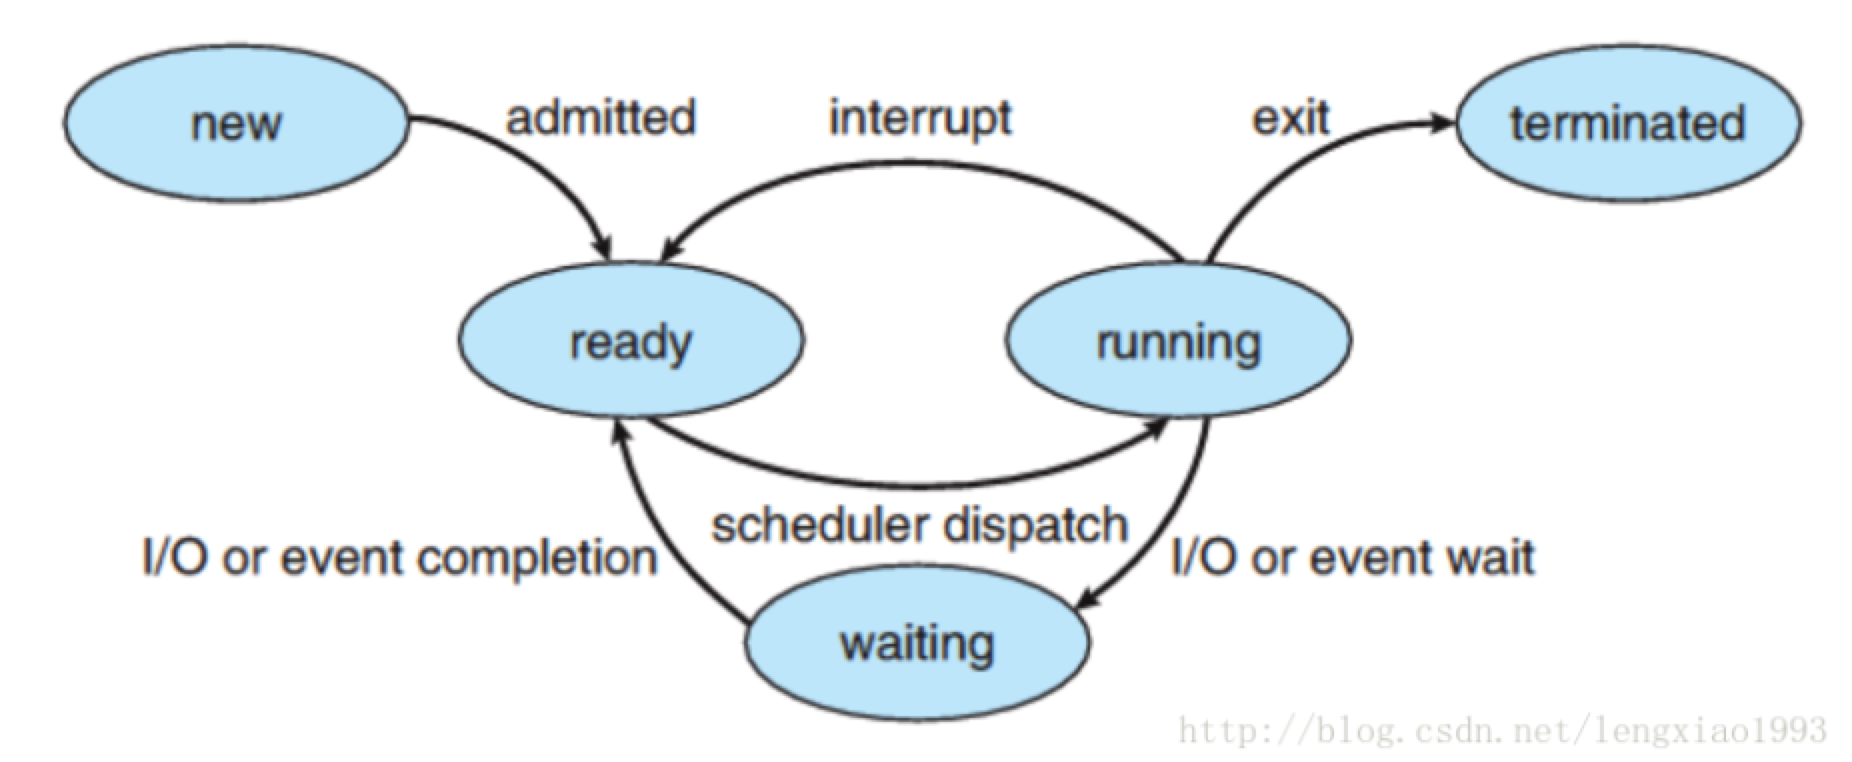 new
admitted
interrupt
exit
terminated
ready
running
scheduler dispatch
I/O or event completion
I/O or event wait
waiting
http://blog.csdn.net/lengxiao1993